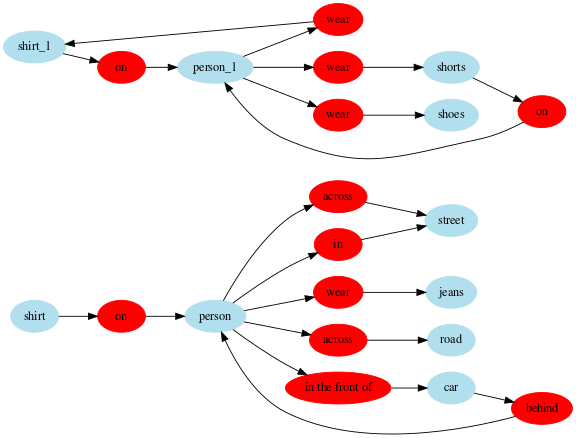 wear
shirt_1
on
person_1
wear
shorts
wear
shoes
on
across
street
in
wear
jeans
shirt
on
person
across
road
in the front of
car
behind